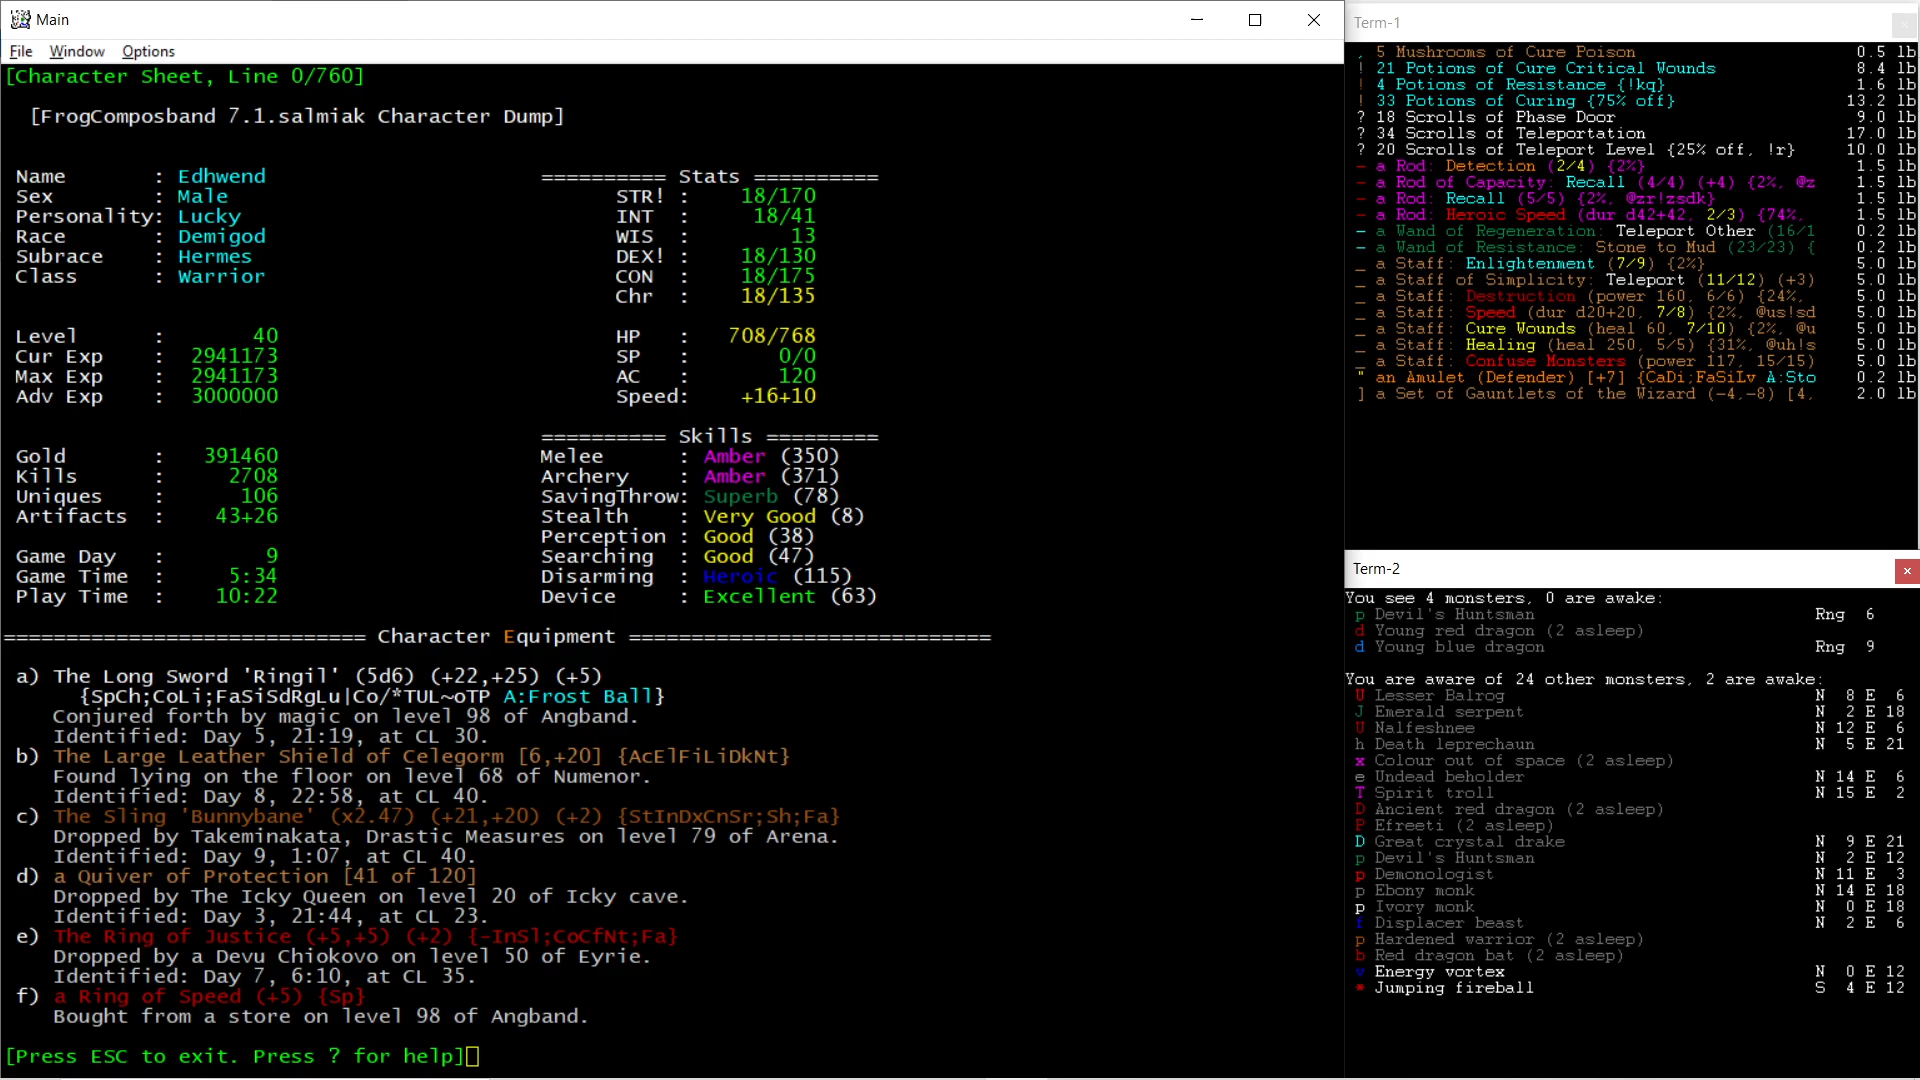 Main
File Window Options
[Character Sheet, Line 0/760]
[FrogComposband 7.1.salmiak Character Dump]
Name : Edhwend ========== Stats ==========
Sex : Male STR! : 18/170
Personality: Lucky INT : 18/41
Race : Demigod WIS : 13
Subrace : Hermes DEX! : 18/130
Class : Warrior CON : 18/175
Chr : 18/135
Level : 40 HP : 708/768
Cur Exp : 2941173 SP : 0/0
Max Exp : 2941173 AC : 120
Adv Exp : 3000000 Speed: +16+10
========== Skills =========
Gold : 391460 Melee : Amber (350)
Kills : 2708 Archery : Amber (371)
Uniques : 106 SavingThrow: Superb (78)
Artifacts : 43+26 Stealth : Very Good (8)
Perception : Good (38)
Game Day : 9 Searching : Good (47)
Game Time : 5:34 Disarming : Heroic (115)
Play Time : 10:22 Device : Excellent (63)
============================= Character Equipment =============================
a) The Long Sword 'Ringil' (5d6) (+22,+25) (+5)
{SpCh;CoLi;FaSiSdRgLu|Co/*TUL~oTP A:Frost Ball}
Conjured forth by magic on level 98 of Angband.
Identified: Day 5, 21:19, at CL 30.
b) The Large Leather Shield of Celegorm [6,+20] {AcElFiLiDkNt}
Found lying on the floor on level 68 of Numenor.
Identified: Day 8, 22:58, at CL 40.
c) The Sling 'Bunnybane' (x2.47) (+21,+20) (+2) {StInDxCnSr;Sh;Fa}
Dropped by Takeminakata, Drastic Measures on level 79 of Arena.
Identified: Day 9, 1:07, at CL 40.
d) a Quiver of Protection [41 of 120]
Dropped by The Icky Queen on level 20 of Icky cave.
Identified: Day 3, 21:44, at CL 23.
e) The Ring of Justice (+5,+5) (+2) {-InSl;CoCfNt;Fa}
Dropped by a Devu Chiokovo on level 50 of Eyrie.
Identified: Day 7, 6:10, at CL 35.
f) a Ring of Speed (+5) {Sp}
Bought from a store on level 98 of Angband.
[Press ESC to exit. Press ? for help]
Term-1
, 5 Mushrooms of Cure Poison 0.5 lb
! 21 Potions of Cure Critical Wounds 8.4 lb
! 4 Potions of Resistance {!kq} 1.6 lb
! 33 Potions of Curing {75% off} 13.2 lb
? 18 Scrolls of Phase Door 9.0 lb
? 34 Scrolls of Teleportation 17.0 lb
? 20 Scrolls of Teleport Level {25% off, !r} 10.0 lb
- a Rod: Detection (2/4) {2%} 1.5 lb
- a Rod of Capacity: Recall (4/4) (+4) {2%, @z 1.5 lb
- a Rod: Recall (5/5) {2%, @zr!zsdk} 1.5 lb
- a Rod: Heroic Speed (dur d42+42, 2/3) {74%, 1.5 lb
- a Wand of Regeneration: Teleport Other (16/1 0.2 lb
- a Wand of Resistance: Stone to Mud (23/23) { 0.2 lb
_ a Staff: Enlightenment (7/9) {2%} 5.0 lb
_ a Staff of Simplicity: Teleport (11/12) (+3) 5.0 lb
_ a Staff: Destruction (power 160, 6/6) {24%, 5.0 lb
_ a Staff: Speed (dur d20+20, 7/8) {2%, @us!sd 5.0 lb
_ a Staff: Cure Wounds (heal 60, 7/10) {2%, @u 5.0 lb
_ a Staff: Healing (heal 250, 5/5) {31%, @uh!s 5.0 lb
_ a Staff: Confuse Monsters (power 117, 15/15) 5.0 lb
" an Amulet (Defender) [+7] {CaDi;FaSiLv A:Sto 0.2 lb
] a Set of Gauntlets of the Wizard (-4,-8) [4, 2.0 lb
Term-2
You see 4 monsters, 0 are awake:
p Devil's Huntsman Rng 6
d Young red dragon (2 asleep)
d Young blue dragon Rng 9
You are aware of 24 other monsters, 2 are awake:
U Lesser Balrog N 8 E 6
J Emerald serpent N 2 E 18
U Nalfeshnee N 12 E 6
h Death leprechaun N 5 E 21
x Colour out of space (2 asleep)
e Undead beholder N 14 E 6
T Spirit troll N 15 E 2
D Ancient red dragon (2 asleep)
P Efreeti (2 asleep)
D Great crystal drake N 9 E 21
p Devil's Huntsman N 2 E 12
p Demonologist N 11 E 3
p Ebony monk N 14 E 18
p Ivory monk N 0 E 18
f Displacer beast N 2 E 6
p Hardened warrior (2 asleep)
b Red dragon bat (2 asleep)
v Energy vortex N 0 E 12
* Jumping fireball S 4 E 12